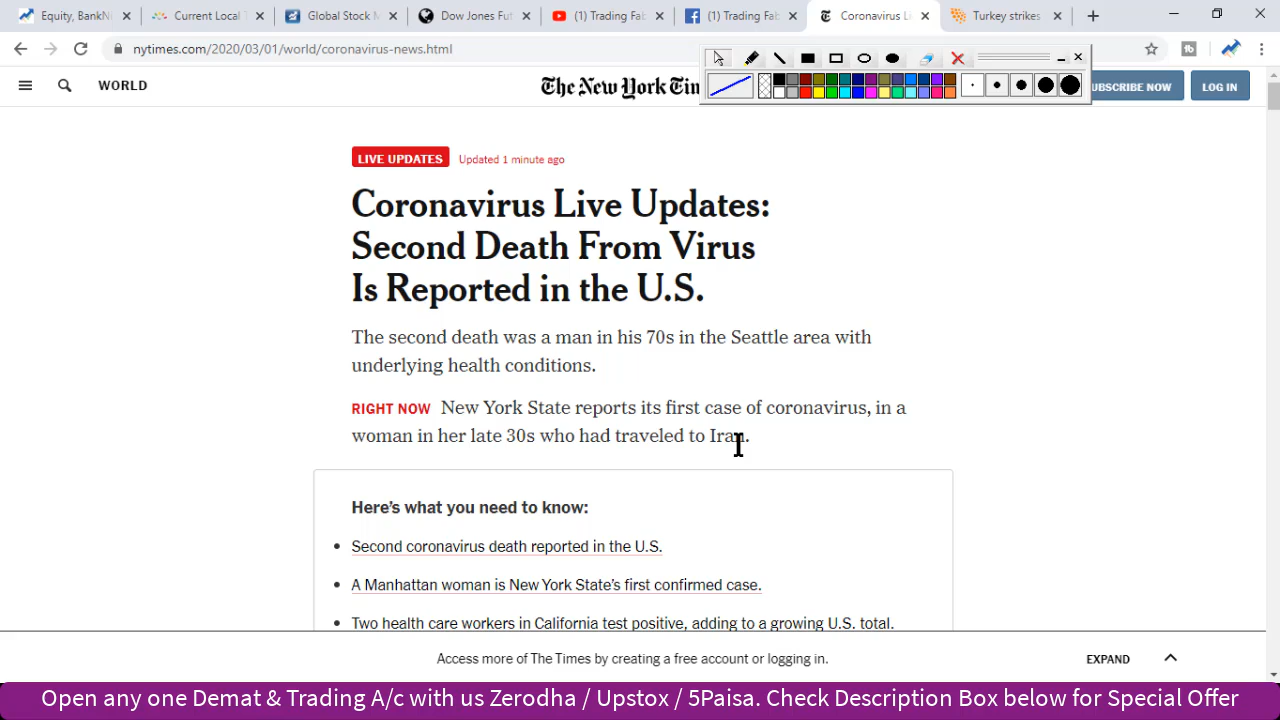 Equity, BankNi
Current Local T
Global Stock M
Dow Jones Fut
(1) Trading Fab
(1) Trading Fab
Coronavirus Li
Turkey strikes
nytimes.com/2020/03/01/world/coronavirus-news.html
WORLD
The New York Tim
UBSCRIBE NOW
LOG IN
LIVE UPDATES
Updated 1 minute ago
Coronavirus Live Updates:
Second Death From Virus
Is Reported in the U.S.
The second death was a man in his 70s in the Seattle area with
underlying health conditions.
RIGHT NOW New York State reports its first case of coronavirus, in a
woman in her late 30s who had traveled to Iran.
Here's what you need to know:
• Second coronavirus death reported in the U.S.
• A Manhattan woman is New York State's first confirmed case.
• Two health care workers in California test positive, adding to a growing U.S. total.
Access more of The Times by creating a free account or logging in.
EXPAND
Open any one Demat & Trading A/c with us Zerodha / Upstox / 5Paisa. Check Description Box below for Special Offer